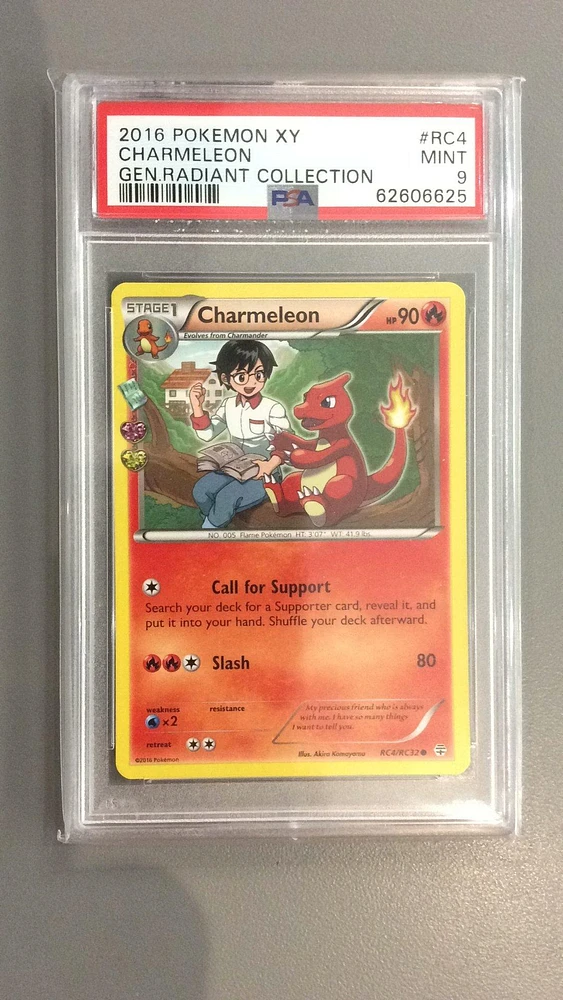 2016 POKEMON XY #RC4
CHARMELEON MINT
GEN.RADIANT COLLECTION 9
PSA 62606625
STAGE1 Charmeleon HP 90
Evolves from Charmander
NO. 005 Flame Pokémon HT: 3'07" WT: 41.9 lbs.
Call for Support
Search your deck for a Supporter card, reveal it, and
put it into your hand. Shuffle your deck afterward.
Slash 80
weakness resistance
×2
retreat
My precious friend who is always
with me. I have so many things
I want to tell you.
Illus. Akira Komayama RC4/RC32
©2016 Pokémon